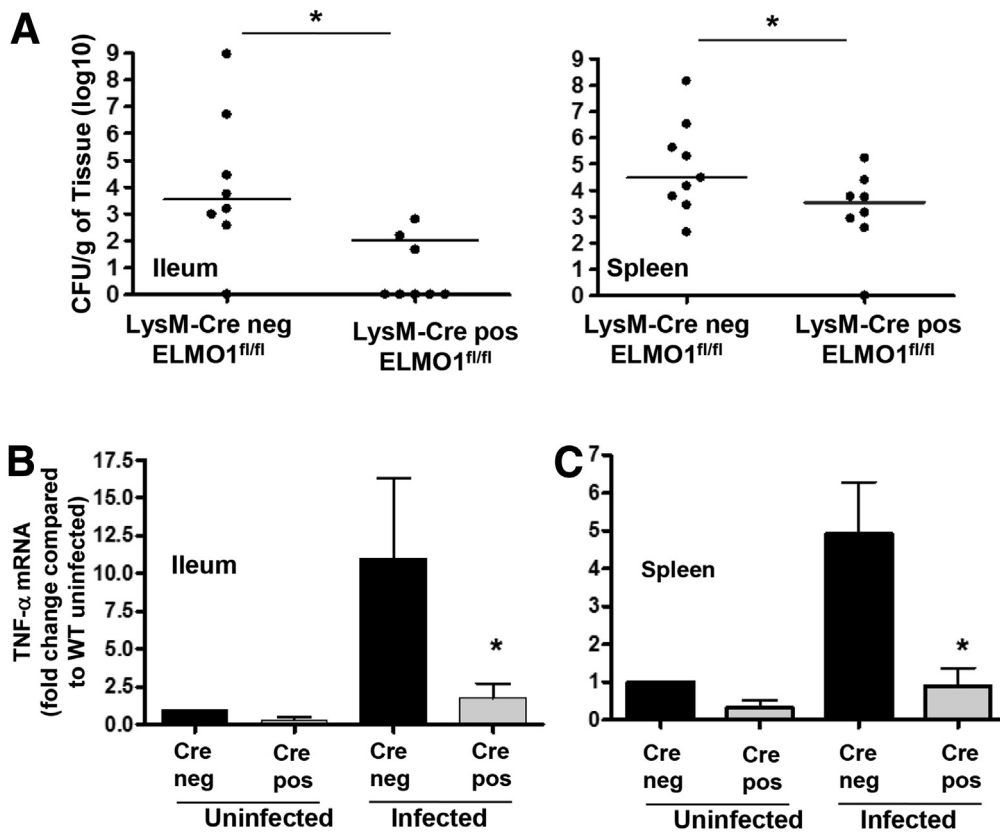 A
*
CFU/g of Tissue (log10)
9
8
7
6
5
4
3
2
1
0
Ileum
LysM-Cre neg
ELMO1fl/fl
LysM-Cre pos
ELMO1fl/fl
*
9
8
7
6
5
4
3
2
1
0
Spleen
LysM-Cre neg
ELMO1fl/fl
LysM-Cre pos
ELMO1fl/fl
B
TNF-α mRNA
(fold change compared
to WT uninfected)
17.5
15.0
12.5
10.0
7.5
5.0
2.5
0.0
Ileum
*
Cre
neg
Cre
pos
Cre
neg
Cre
pos
Uninfected
Infected
C
7
6
5
4
3
2
1
0
Spleen
*
Cre
neg
Cre
pos
Cre
neg
Cre
pos
Uninfected
Infected